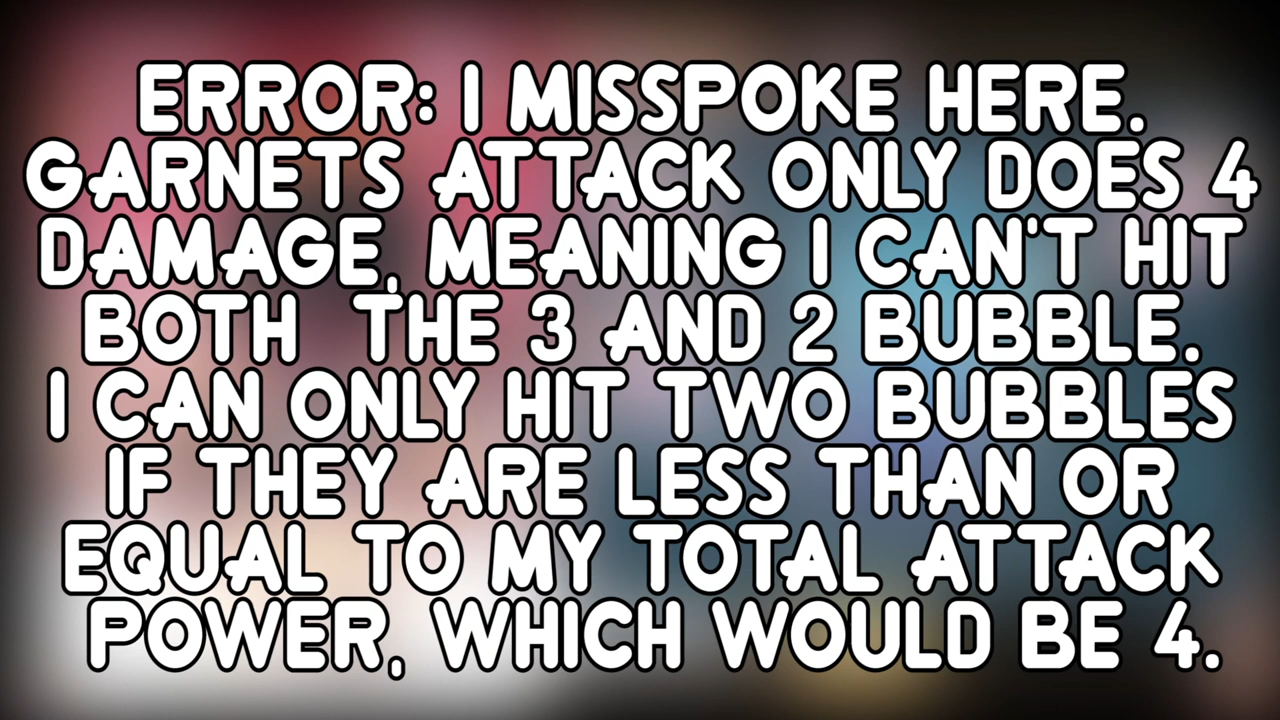 ERROR: I MISSPOKE HERE.
GARNETS ATTACK ONLY DOES 4
DAMAGE, MEANING I CAN'T HIT
BOTH THE 3 AND 2 BUBBLE.
I CAN ONLY HIT TWO BUBBLES
IF THEY ARE LESS THAN OR
EQUAL TO MY TOTAL ATTACK
POWER, WHICH WOULD BE 4.